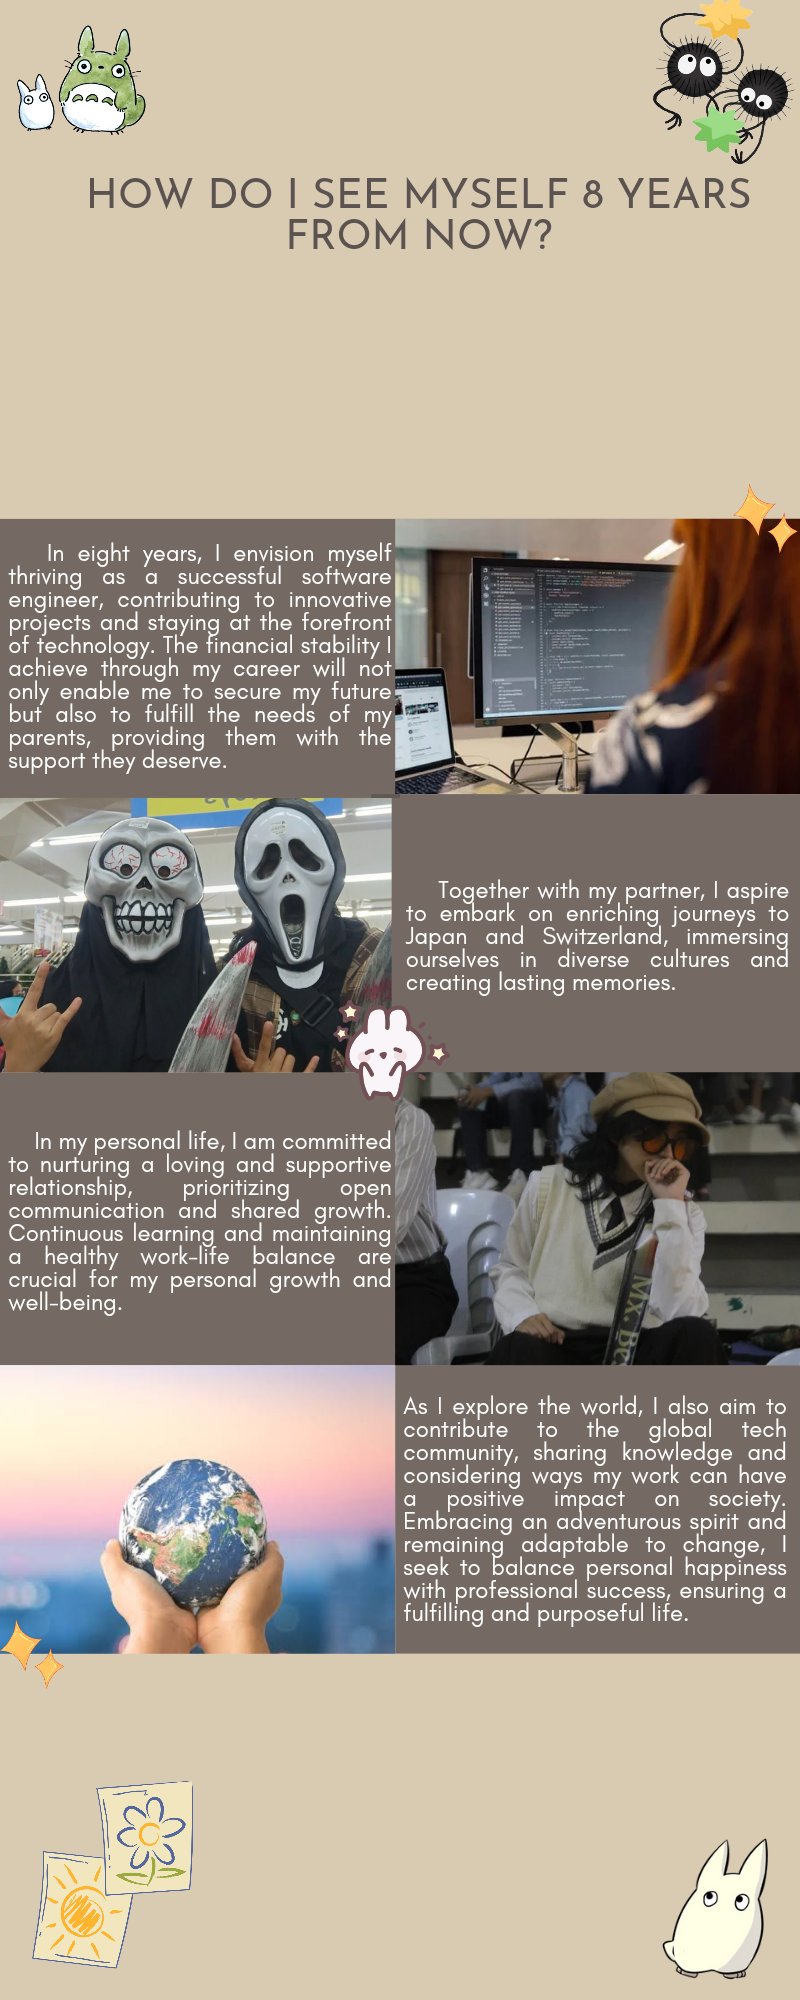 HOW DO I SEE MYSELF 8 YEARS
FROM NOW?
In eight years, I envision myself
thriving as a successful software
engineer, contributing to innovative
projects and staying at the forefront
of technology. The financial stability I
achieve through my career will not
only enable me to secure my future
but also to fulfill the needs of my
parents, providing them with the
support they deserve.
Together with my partner, I aspire
to embark on enriching journeys to
Japan and Switzerland, immersing
ourselves in diverse cultures and
creating lasting memories.
In my personal life, I am committed
to nurturing a loving and supportive
relationship, prioritizing open
communication and shared growth.
Continuous learning and maintaining
a healthy work-life balance are
crucial for my personal growth and
well-being.
Mx. Be
As I explore the world, I also aim to
contribute to the global tech
community, sharing knowledge and
considering ways my work can have
a positive impact on society.
Embracing an adventurous spirit and
remaining adaptable to change, I
seek to balance personal happiness
with professional success, ensuring a
fulfilling and purposeful life.